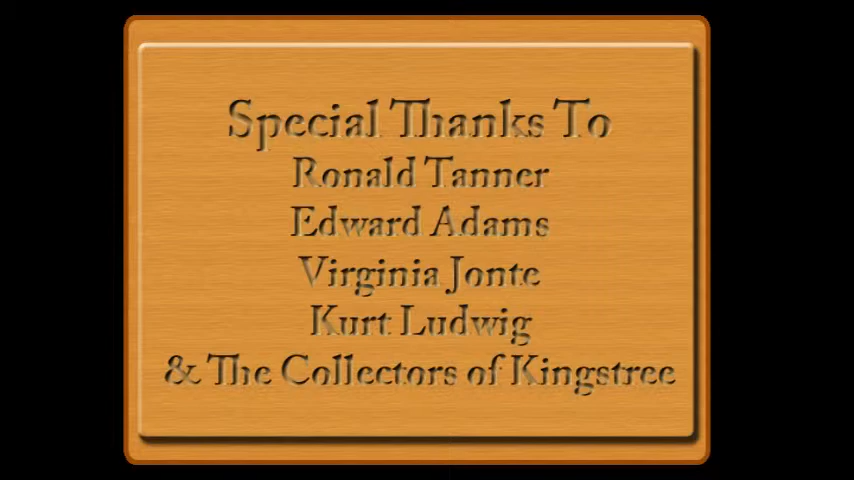 Special Thanks To
Ronald Tanner
Edward Adams
Virginia Jonte
Kurt Ludwig
& The Collectors of Kingstree